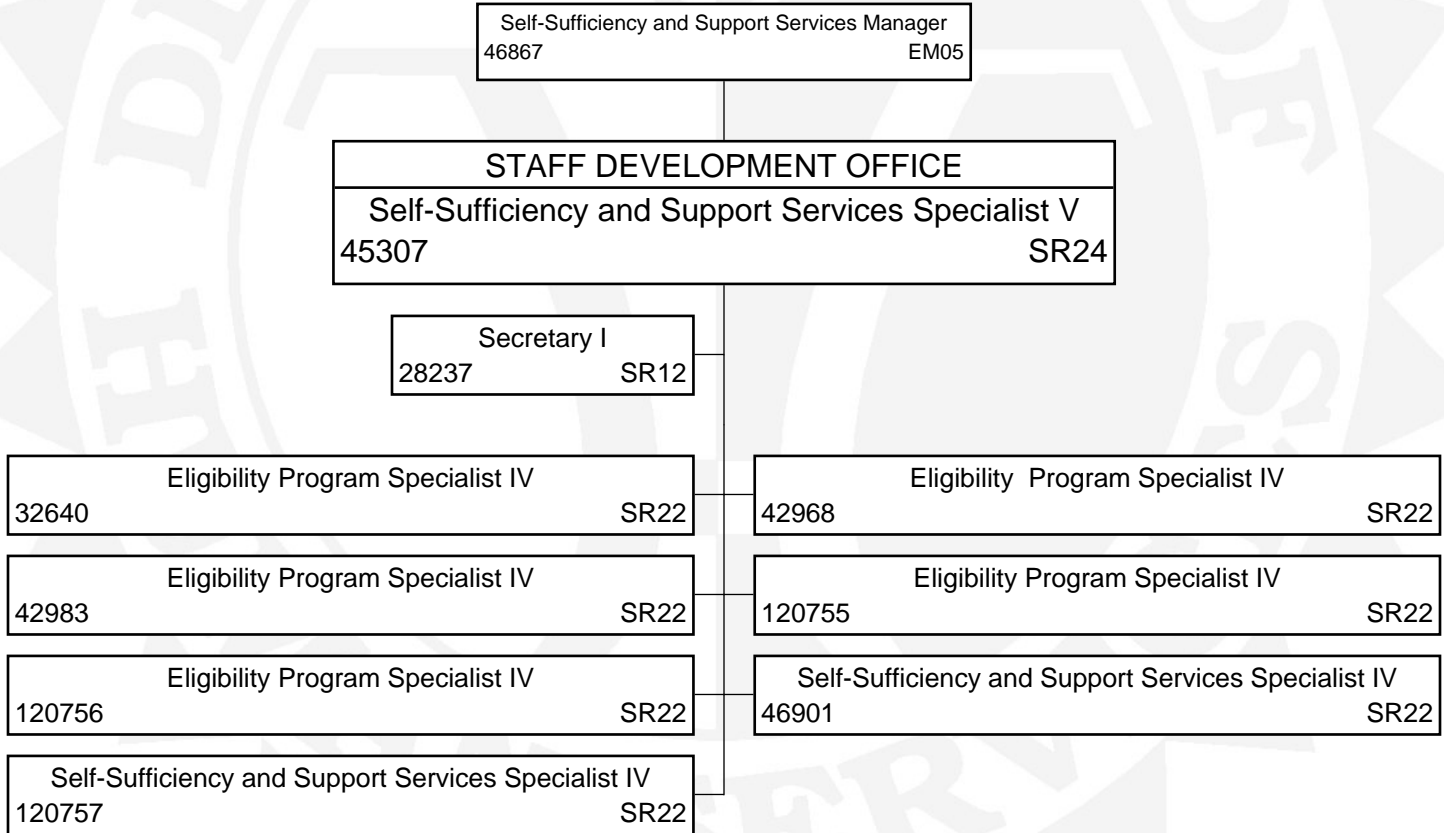 Self-Sufficiency and Support Services Manager
46867 EM05
STAFF DEVELOPMENT OFFICE
Self-Sufficiency and Support Services Specialist V
45307 SR24
Secretary I
28237 SR12
Eligibility Program Specialist IV
32640 SR22
Eligibility  Program Specialist IV
42968 SR22
Eligibility Program Specialist IV
42983 SR22
Eligibility Program Specialist IV
120755 SR22
Eligibility Program Specialist IV
120756 SR22
Self-Sufficiency and Support Services Specialist IV
46901 SR22
Self-Sufficiency and Support Services Specialist IV
120757 SR22